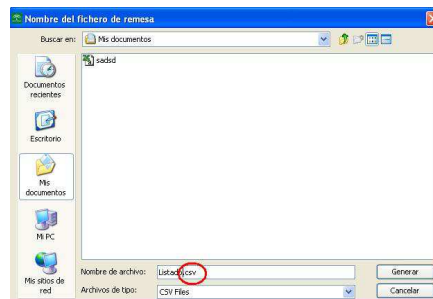 Nombre del fichero de remesa
Buscar en: Mis documentos
sadsd
Documentos
recientes
Escritorio
Mis
documentos
Mi PC
Mis sitios de
red
Nombre de archivo: Listado.csv Generar
Archivos de tipo: CSV Files Cancelar